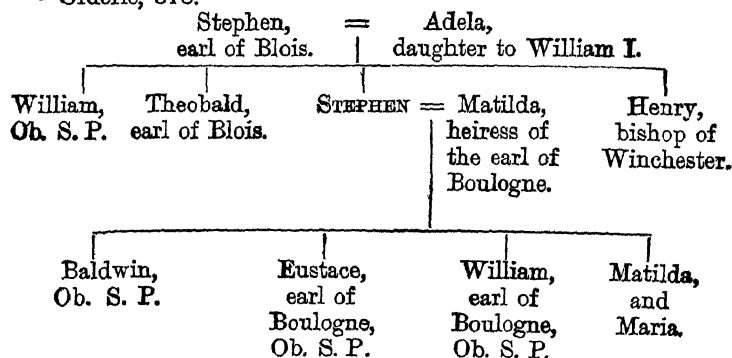 Stephen, = Adela,
earl of Blois. daughter to William I.
William, Theobald, STEPHEN = Matilda, Henry,
Ob. S. P. earl of Blois. heiress of bishop of
the earl of Winchester.
Boulogne.
Baldwin, Eustace, William, Matilda,
Ob. S. P. earl of earl of and
Boulogne, Boulogne, Maria.
Ob. S. P. Ob. S. P.